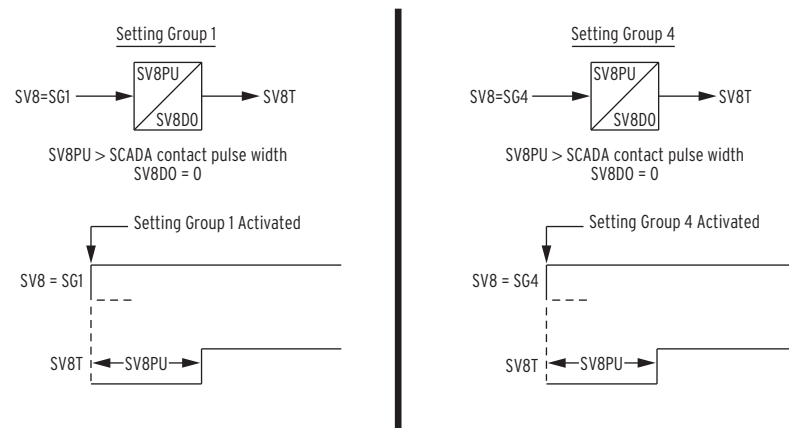 Setting Group 1
SV8=SG1
SV8PU
SV8DO
SV8T
SV8PU > SCADA contact pulse width
SV8DO = 0
Setting Group 1 Activated
SV8 = SG1
SV8T
SV8PU
Setting Group 4
SV8=SG4
SV8PU
SV8DO
SV8T
SV8PU > SCADA contact pulse width
SV8DO = 0
Setting Group 4 Activated
SV8 = SG4
SV8T
SV8PU